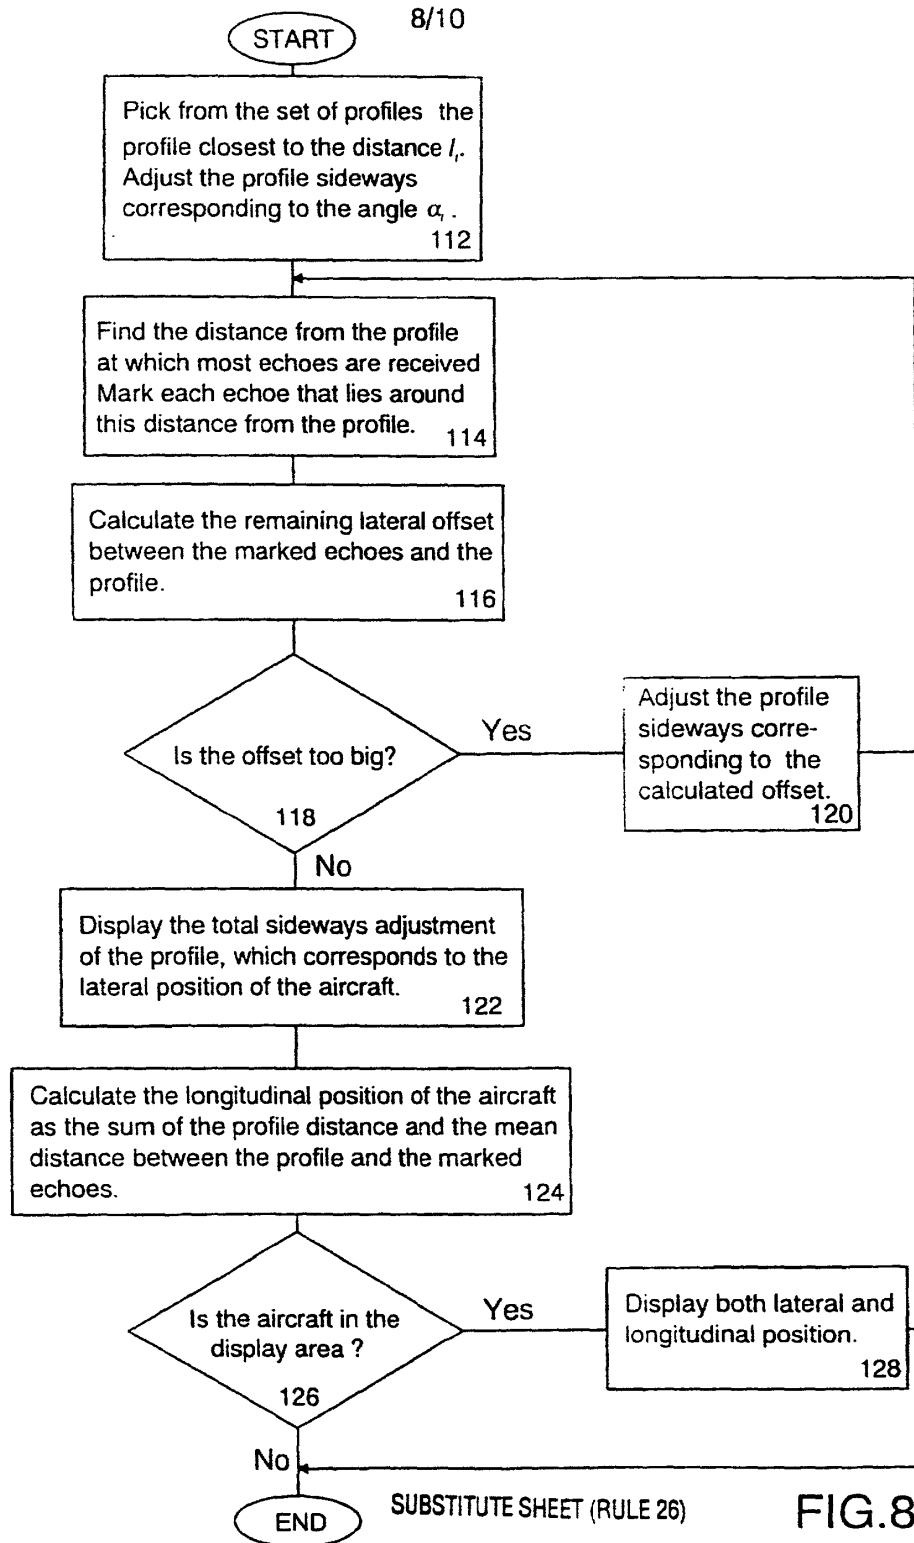 8/10
START
Pick from the set of profiles the
profile closest to the distance lₜ.
Adjust the profile sideways
corresponding to the angle αₜ.
112
Find the distance from the profile
at which most echoes are received
Mark each echoe that lies around
this distance from the profile.
114
Calculate the remaining lateral offset
between the marked echoes and the
profile.
116
Is the offset too big?
118
Yes
Adjust the profile
sideways corre-
sponding to the
calculated offset.
120
No
Display the total sideways adjustment
of the profile, which corresponds to the
lateral position of the aircraft.
122
Calculate the longitudinal position of the aircraft
as the sum of the profile distance and the mean
distance between the profile and the marked
echoes.
124
Is the aircraft in the
display area ?
126
Yes
Display both lateral and
longitudinal position.
128
No
END
SUBSTITUTE SHEET (RULE 26)
FIG.8